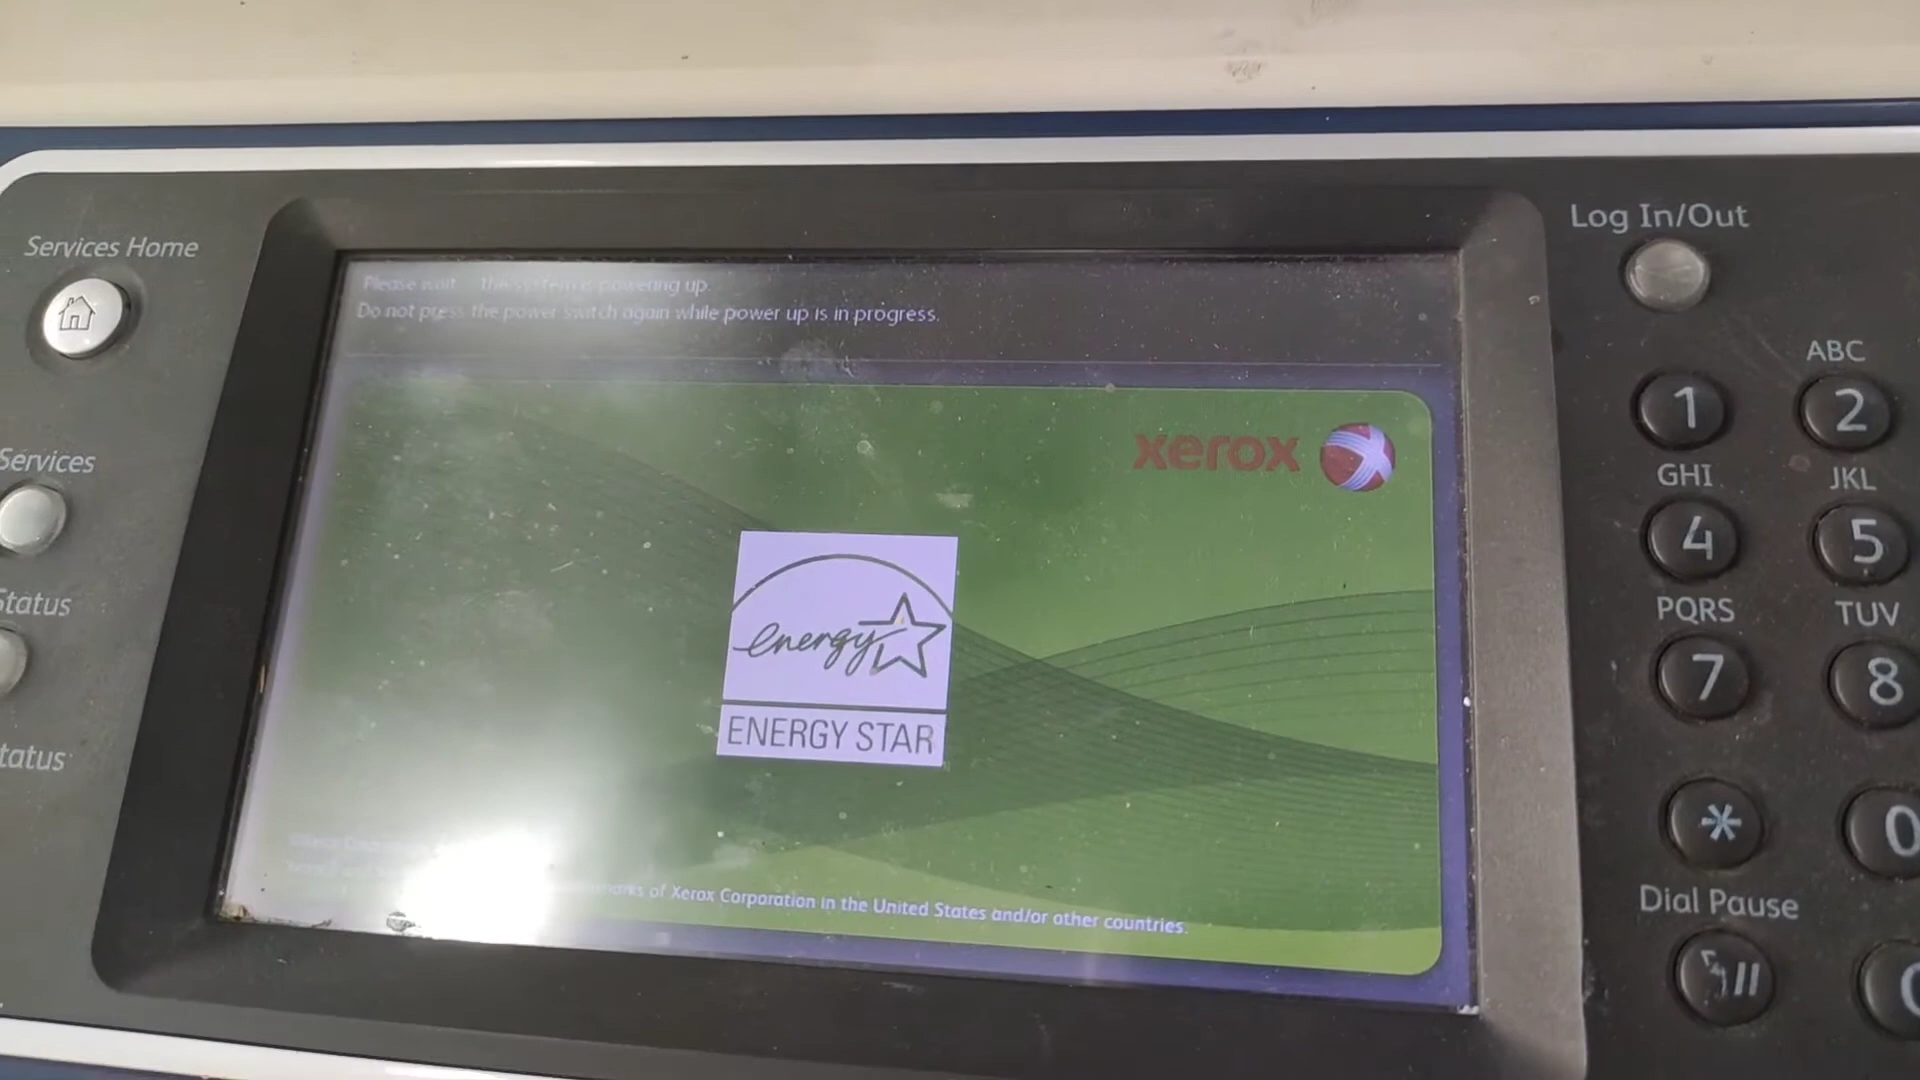 Services Home
Services
Status
tatus
Please wait... the system is powering up.
Do not press the power switch again while power up is in progress.
xerox
energy
ENERGY STAR
of Xerox Corporation in the United States and/or other countries.
Log In/Out
ABC
1 2
GHI JKL
4 5
PQRS TUV
7 8
* 0
Dial Pause